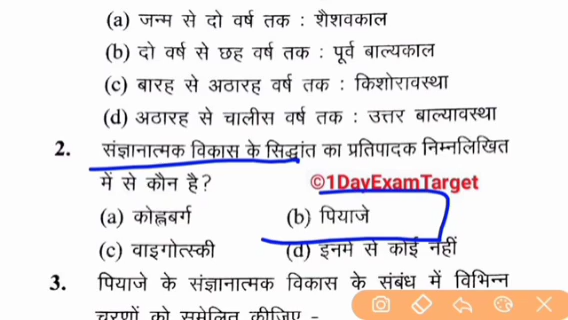 (a) जन्म से दो वर्ष तक : शैशवकाल
(b) दो वर्ष से छह वर्ष तक : पूर्व बाल्यकाल
(c) बारह से अठारह वर्ष तक : किशोरावस्था
(d) अठारह से चालीस वर्ष तक : उत्तर बाल्यावस्था
2. संज्ञानात्मक विकास के सिद्धांत का प्रतिपादक निम्नलिखित
में से कौन है?
©1DayExamTarget
(a) कोह्लबर्ग (b) पियाजे
(c) वाइगोत्स्की (d) इनमे से कोई नहीं
3. पियाजे के संज्ञानात्मक विकास के संबंध में विभिन्न
चरणों को सुमेलित कीजिए –